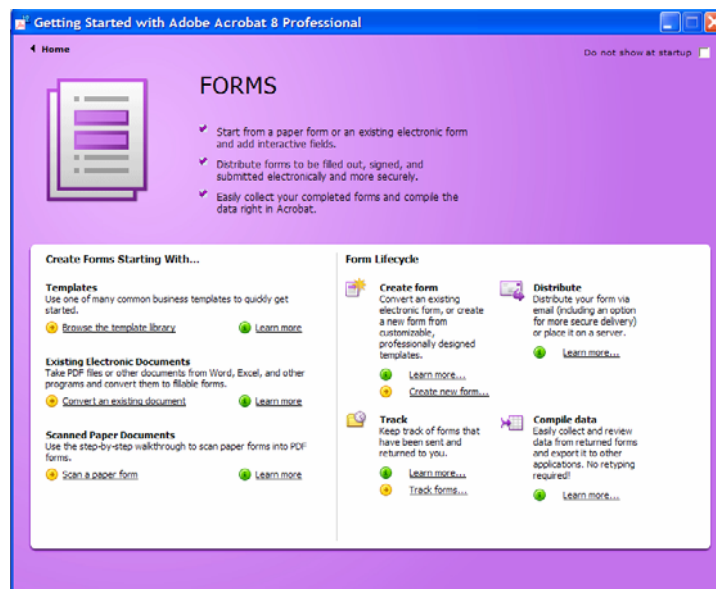 Getting Started with Adobe Acrobat 8 Professional
Home
Do not show at startup
FORMS
Start from a paper form or an existing electronic form
and add interactive fields.
Distribute forms to be filled out, signed, and
submitted electronically and more securely.
Easily collect your completed forms and compile the
data right in Acrobat.
Create Forms Starting With...
Templates
Use one of many common business templates to quickly get
started.
Browse the template library
Learn more
Existing Electronic Documents
Take PDF files or other documents from Word, Excel, and other
programs and convert them to fillable forms.
Convert an existing document
Learn more
Scanned Paper Documents
Use the step-by-step walkthrough to scan paper forms into PDF
forms.
Scan a paper form
Learn more
Form Lifecycle
Create form
Convert an existing
electronic form, or create
a new form from
customizable,
professionally designed
templates.
Learn more...
Create new form...
Distribute
Distribute your form via
email (including an option
for more secure delivery)
or place it on a server.
Learn more...
Track
Keep track of forms that
have been sent and
returned to you.
Learn more...
Track forms...
Compile data
Easily collect and review
data from returned forms
and export it to other
applications. No retyping
required!
Learn more...